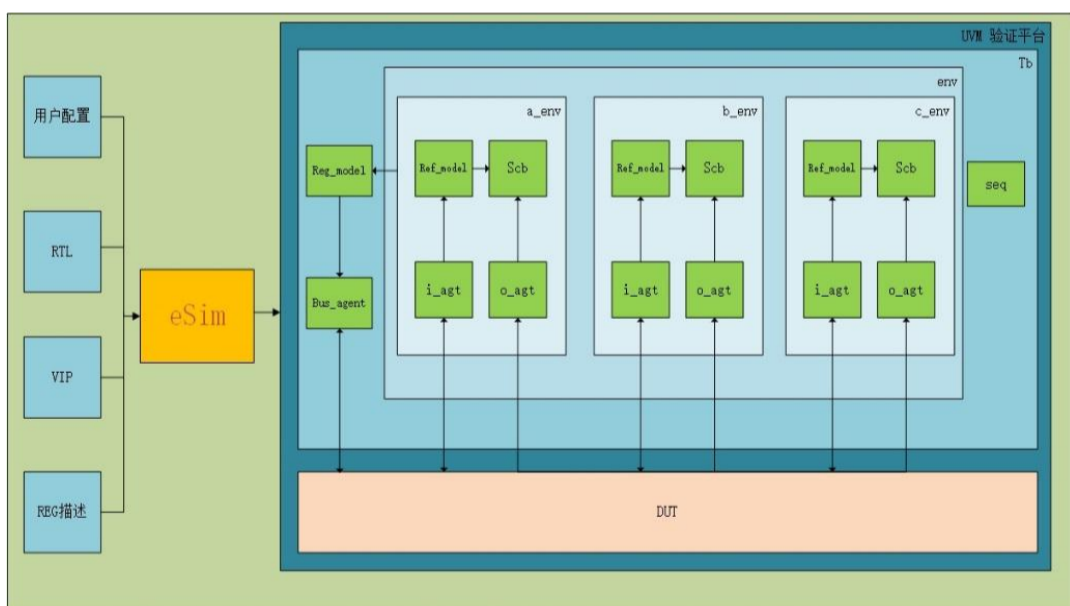 UVM 验证平台
Tb
env
用户配置
a_env
b_env
c_env
Reg_model
Ref_model
Scb
Ref_model
Scb
Ref_model
Scb
seq
RTL
i_agt
o_agt
i_agt
o_agt
i_agt
o_agt
Bus_agent
eSim
VIP
REG描述
DUT